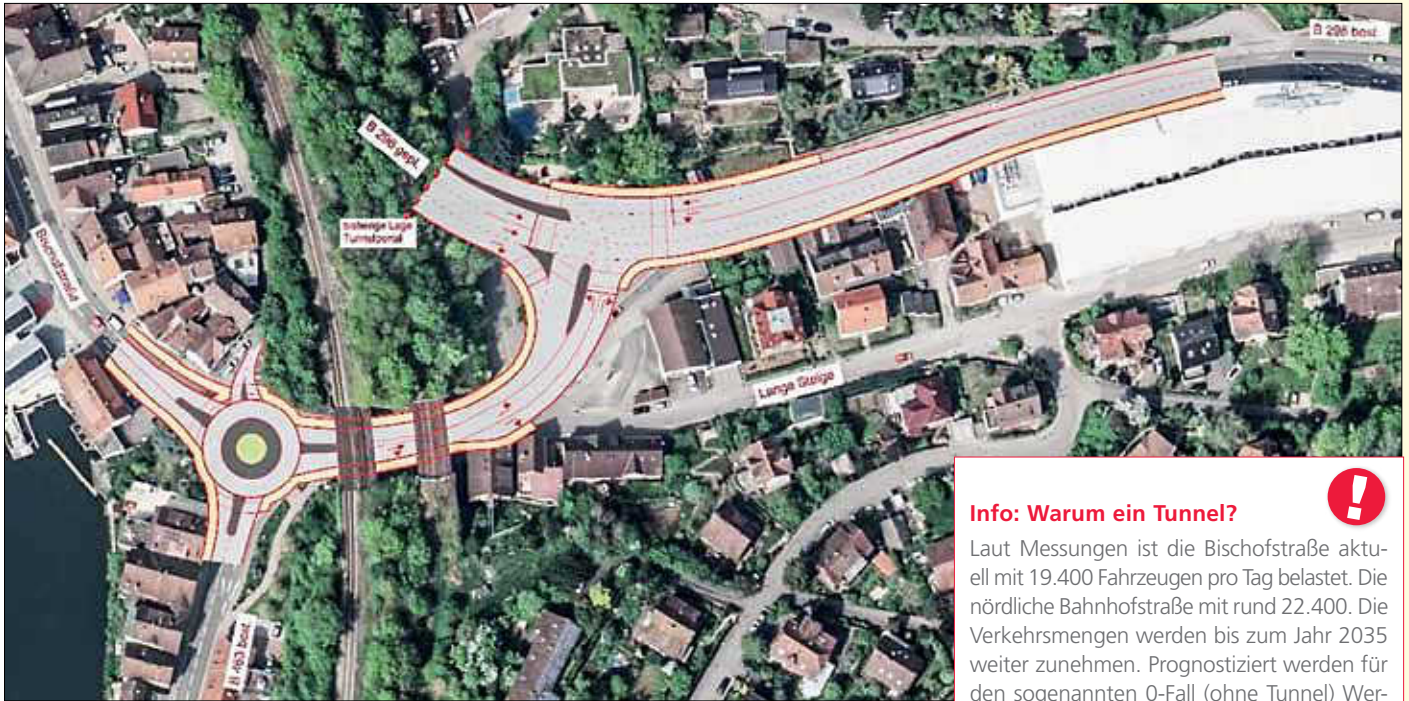 B 296 best.
B 296 gepl.
bisherige Lage
Tunnelportal
Bischofstraße
Lange Steige
B 463 best.
Info: Warum ein Tunnel?
Laut Messungen ist die Bischofstraße aktu-
ell mit 19.400 Fahrzeugen pro Tag belastet. Die
nördliche Bahnhofstraße mit rund 22.400. Die
Verkehrsmengen werden bis zum Jahr 2035
weiter zunehmen. Prognostiziert werden für
den sogenannten 0-Fall (ohne Tunnel) Wer-